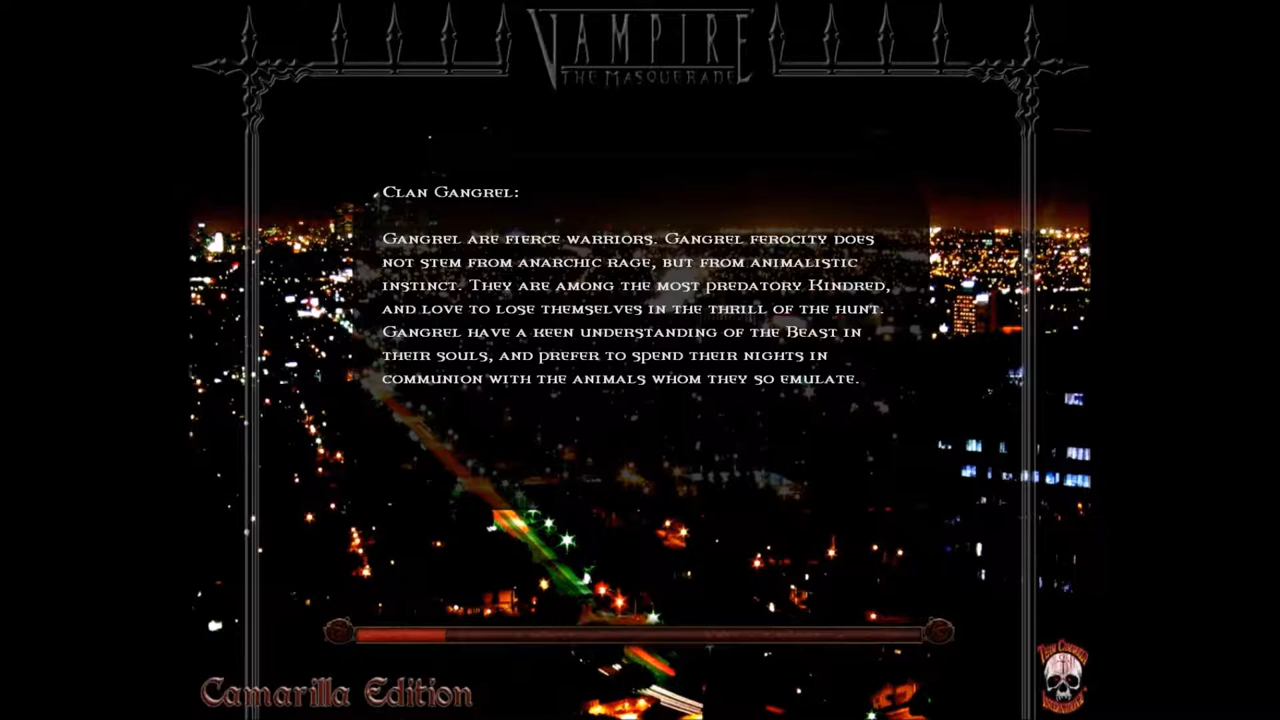 VAMPIRE
THE MASQUERADE
Clan Gangrel:
Gangrel are fierce warriors. Gangrel ferocity does
not stem from anarchic rage, but from animalistic
instinct. They are among the most predatory Kindred,
and love to lose themselves in the thrill of the hunt.
Gangrel have a keen understanding of the Beast in
their souls, and prefer to spend their nights in
communion with the animals whom they so emulate.
Camarilla Edition